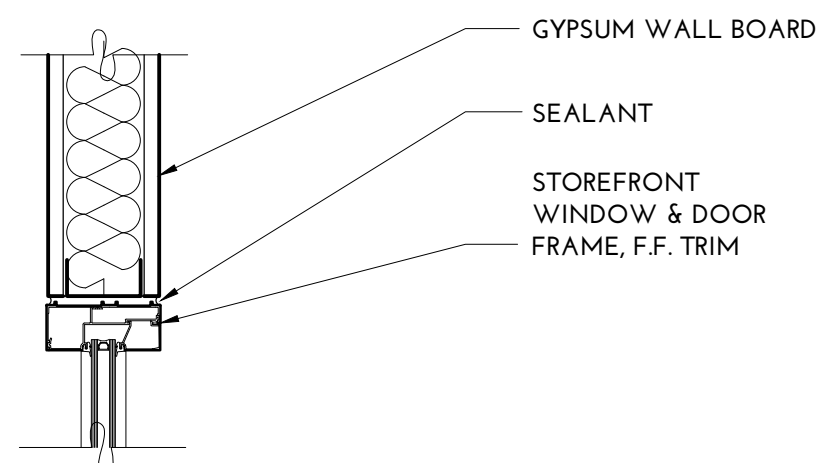 GYPSUM WALL BOARD
SEALANT
STOREFRONT
WINDOW & DOOR
FRAME, F.F. TRIM